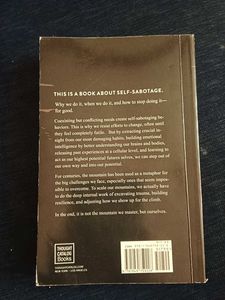 THIS IS A BOOK ABOUT SELF-SABOTAGE.
Why we do it, when we do it, and how to stop doing it—
for good.
Coexisting but conflicting needs create self-sabotaging be-
haviors. This is why we resist efforts to change, often until
they feel completely futile. But by extracting crucial in-
sight from our most damaging habits, building emotional
intelligence by better understanding our brains and bodies,
releasing past experiences at a cellular level, and learning to
act as our highest potential future selves, we can step out of
our own way and into our potential.
For centuries, the mountain has been used as a metaphor for
the big challenges we face, especially ones that seem impos-
sible to overcome. To scale our mountains, we actually have
to do the deep internal work of excavating trauma, building
resilience, and adjusting how we show up for the climb.
In the end, it is not the mountain we master, but ourselves.
THOUGHT
CATALOG
Books
THOUGHTCATALOG.COM
NEW YORK · LOS ANGELES